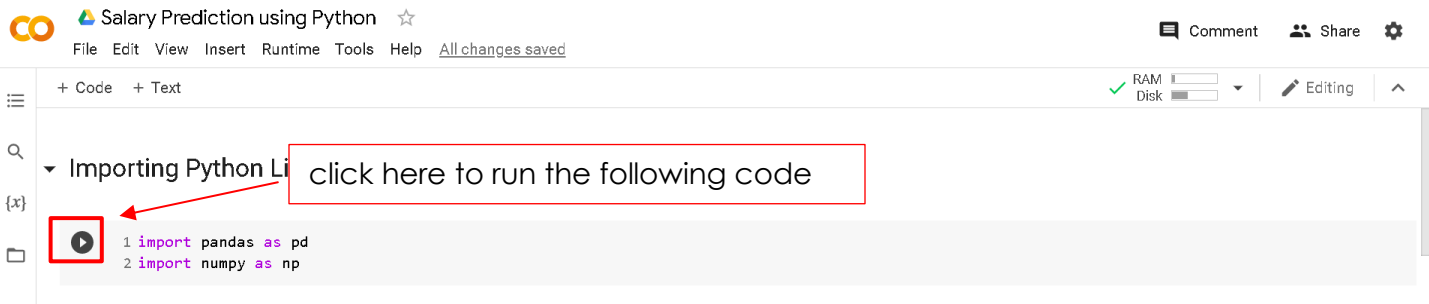 Salary Prediction using Python
File Edit View Insert Runtime Tools Help All changes saved
Comment Share
+ Code + Text
RAM
Disk
Editing
Importing Python Li
click here to run the following code
{x}
1 import pandas as pd
2 import numpy as np